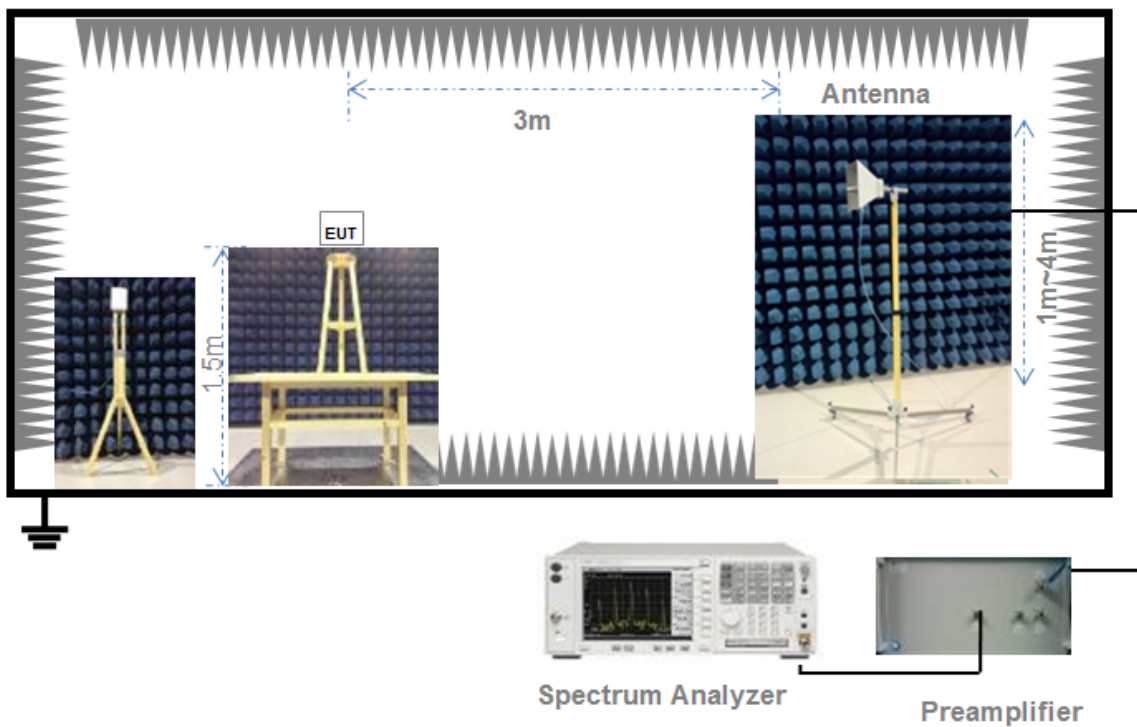 Antenna
3m
EUT
1.5m
1m~4m
Spectrum Analyzer
Preamplifier